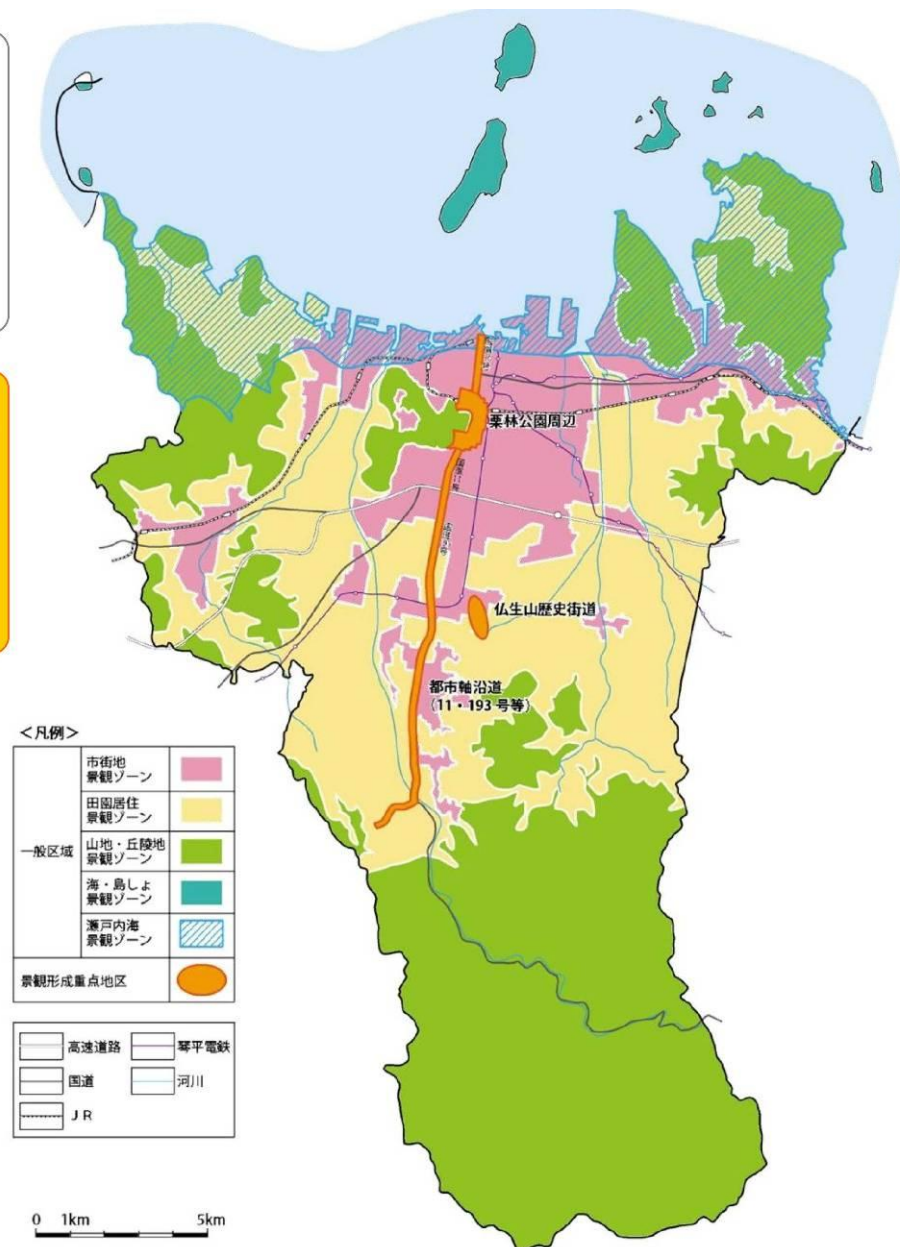 栗林公園周辺
仏生山歴史街道
都市軸沿道
(11・193 号等)
<凡例>
一般区域
市街地
景観ゾーン
田園居住
景観ゾーン
山地・丘陵地
景観ゾーン
海・島しょ
景観ゾーン
瀬戸内海
景観ゾーン
景観形成重点地区
高速道路
琴平電鉄
国道
河川
JR
0 1km 5km